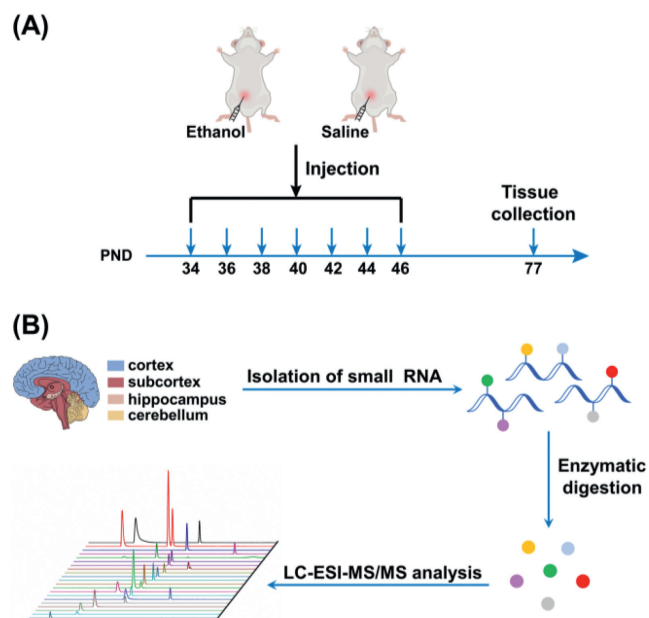 (A)
Ethanol
Saline
Injection
Tissue
collection
PND
34 36 38 40 42 44 46 77
(B)
cortex
subcortex
hippocampus
cerebellum
Isolation of small RNA
Enzymatic
digestion
LC-ESI-MS/MS analysis